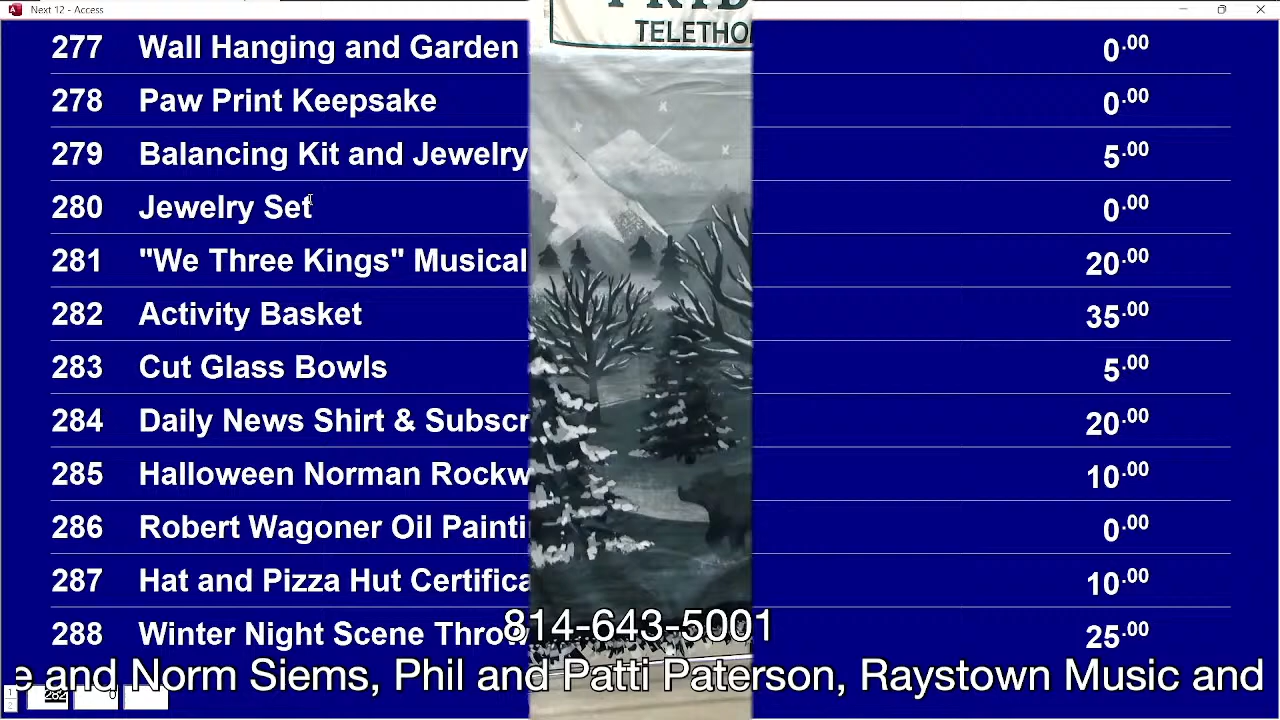 Next 12 - Access
TELETHO
277 Wall Hanging and Garden 0.00
278 Paw Print Keepsake 0.00
279 Balancing Kit and Jewelry 5.00
280 Jewelry Set 0.00
281 "We Three Kings" Musical 20.00
282 Activity Basket 35.00
283 Cut Glass Bowls 5.00
284 Daily News Shirt & Subscr 20.00
285 Halloween Norman Rockw 10.00
286 Robert Wagoner Oil Painti 0.00
287 Hat and Pizza Hut Certifica 10.00
288 Winter Night Scene Throw 25.00
814-643-5001
e and Norm Siems, Phil and Patti Paterson, Raystown Music and
282